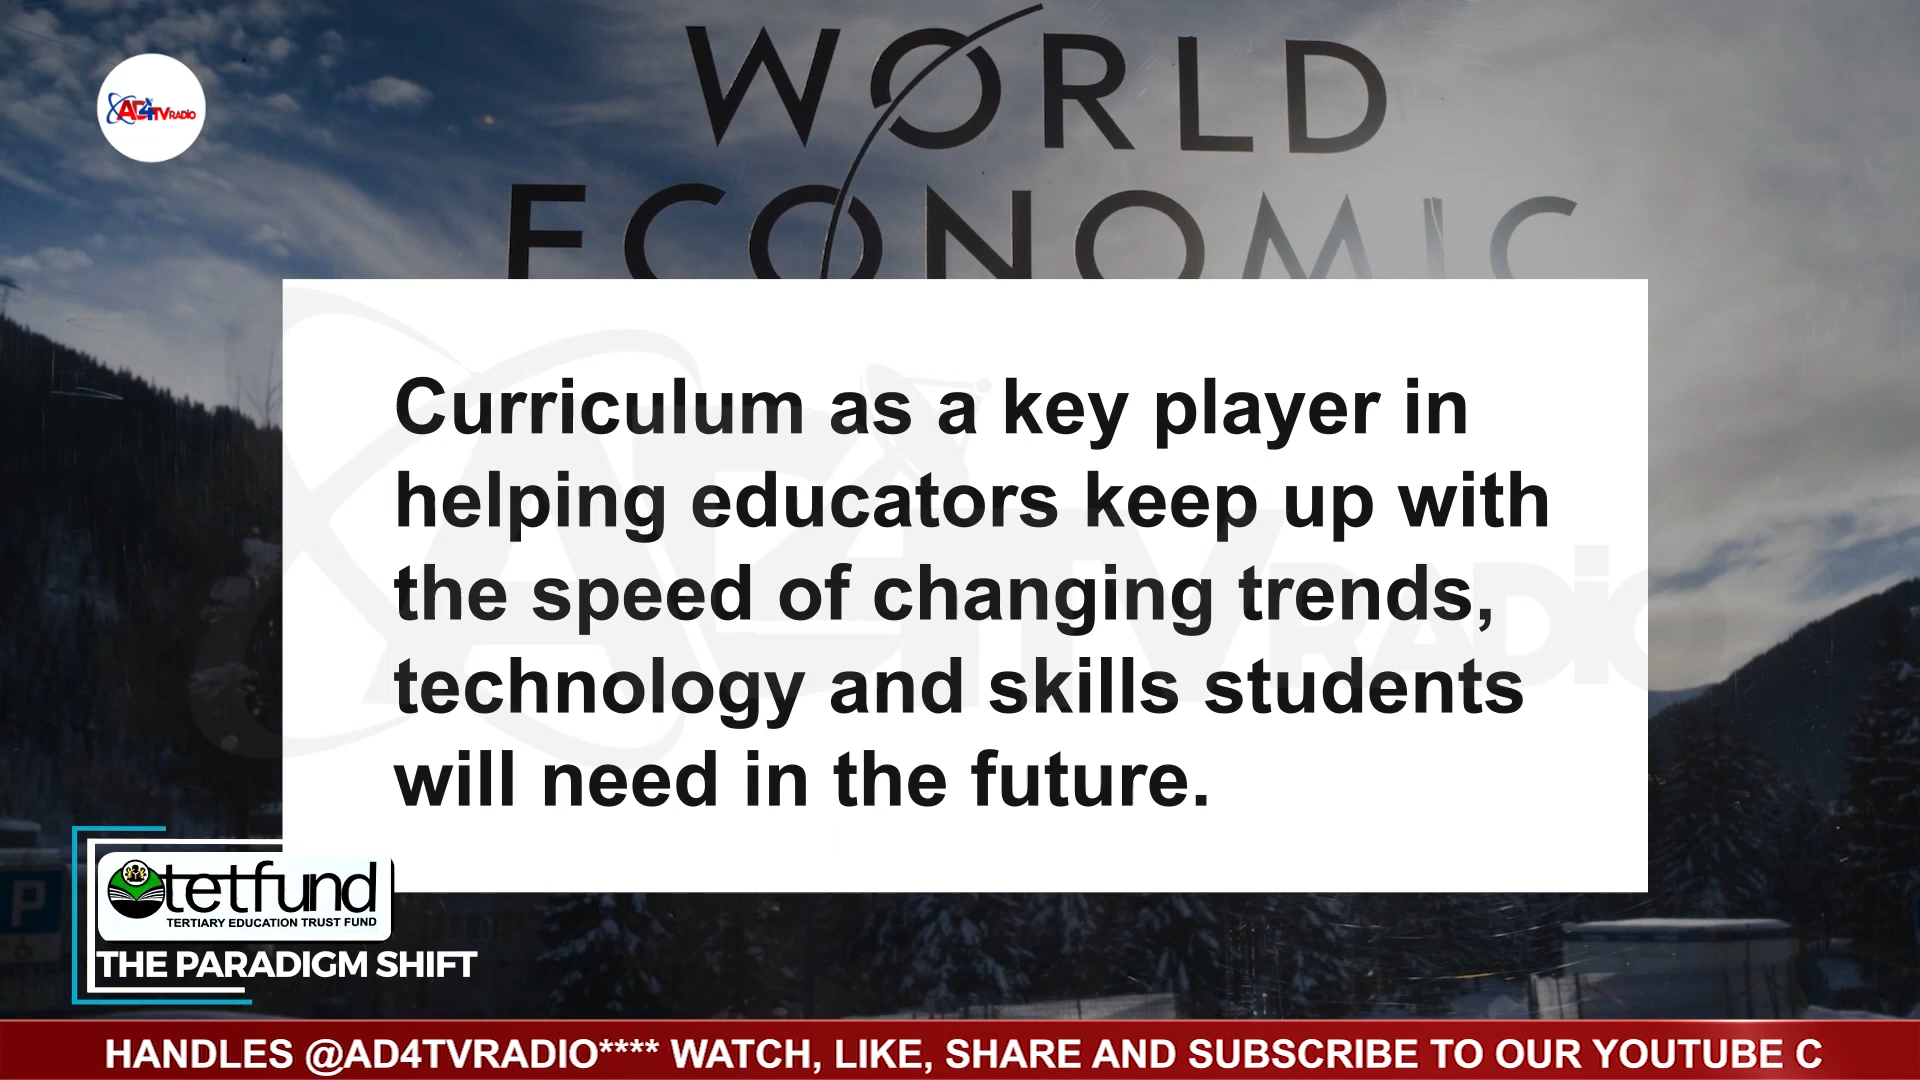 WORLD
ECONOMIC
AD4TVRADIO
Curriculum as a key player in
helping educators keep up with
the speed of changing trends,
technology and skills students
will need in the future.
P
tetfund
TERTIARY EDUCATION TRUST FUND
THE PARADIGM SHIFT
HANDLES @AD4TVRADIO**** WATCH, LIKE, SHARE AND SUBSCRIBE TO OUR YOUTUBE C